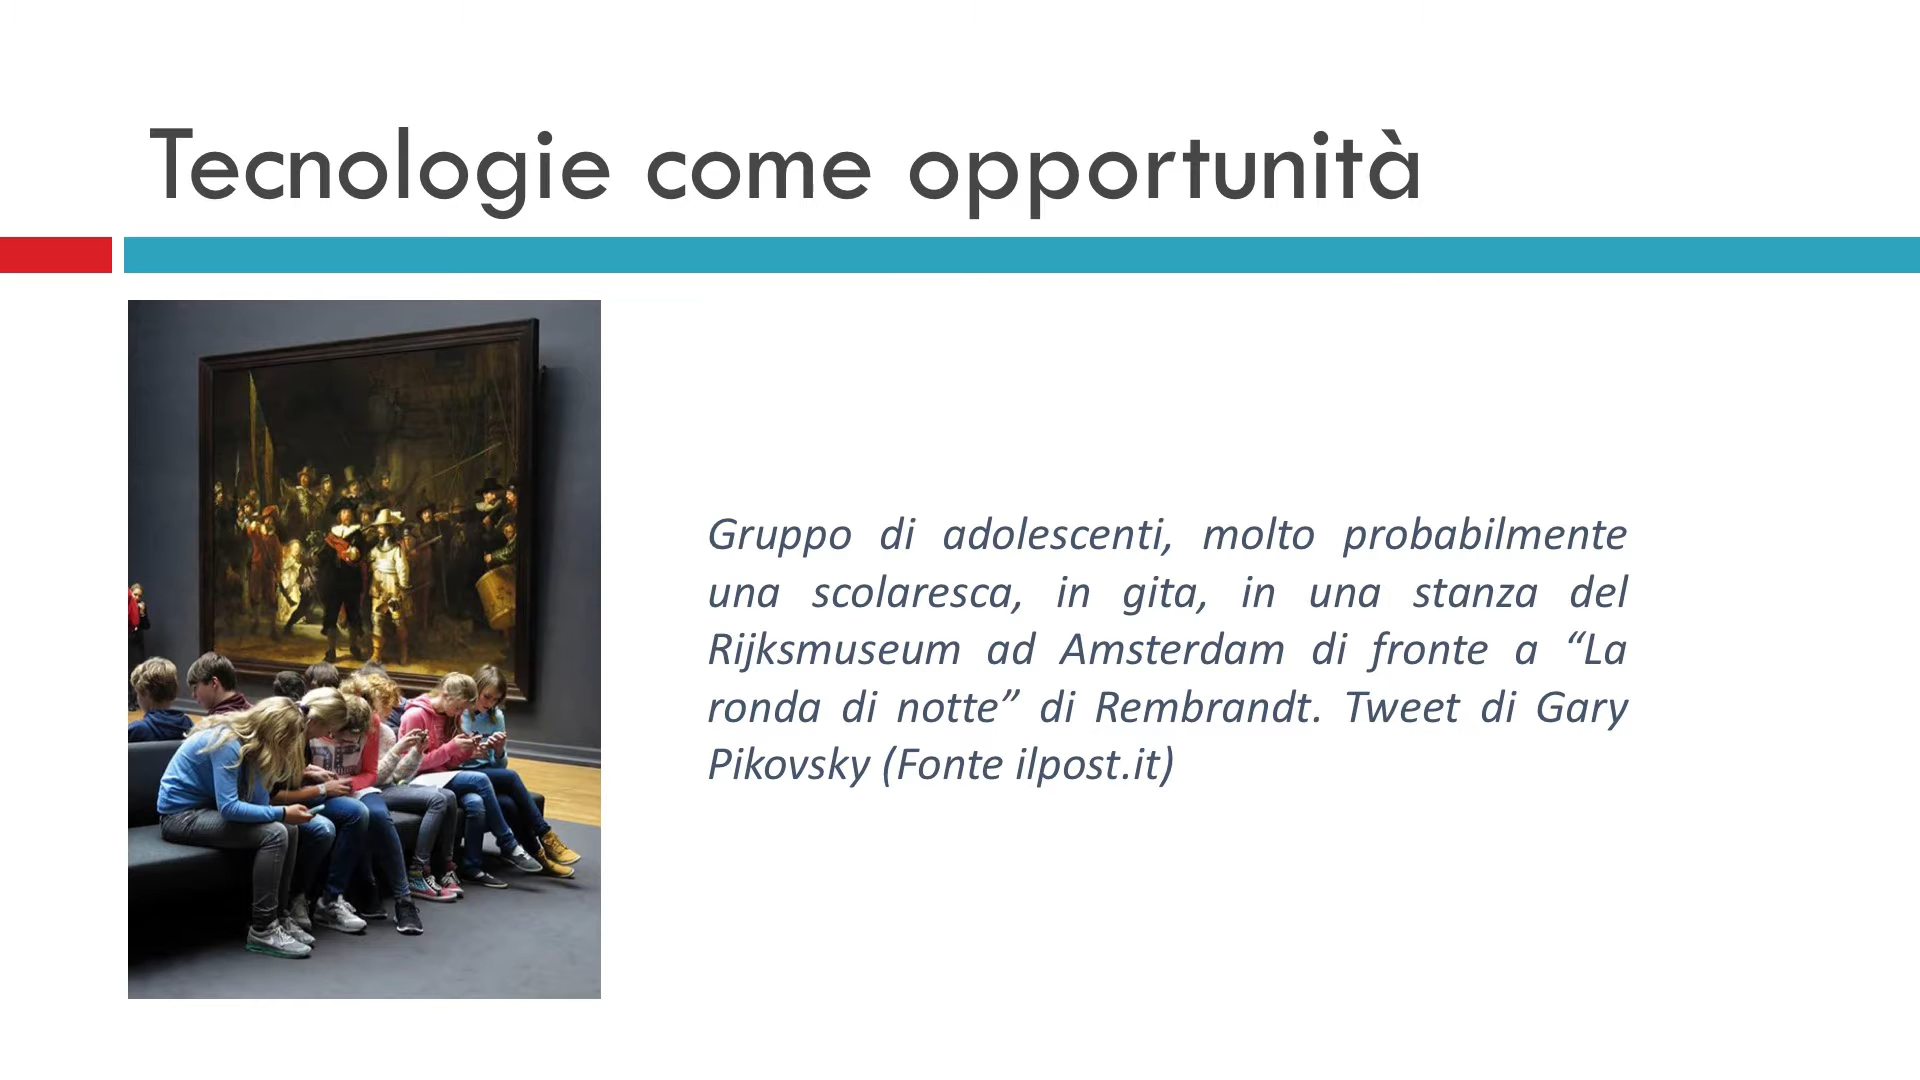 Tecnologie come opportunità
Gruppo di adolescenti, molto probabilmente
una scolaresca, in gita, in una stanza del
Rijksmuseum ad Amsterdam di fronte a “La
ronda di notte” di Rembrandt. Tweet di Gary
Pikovsky (Fonte ilpost.it)